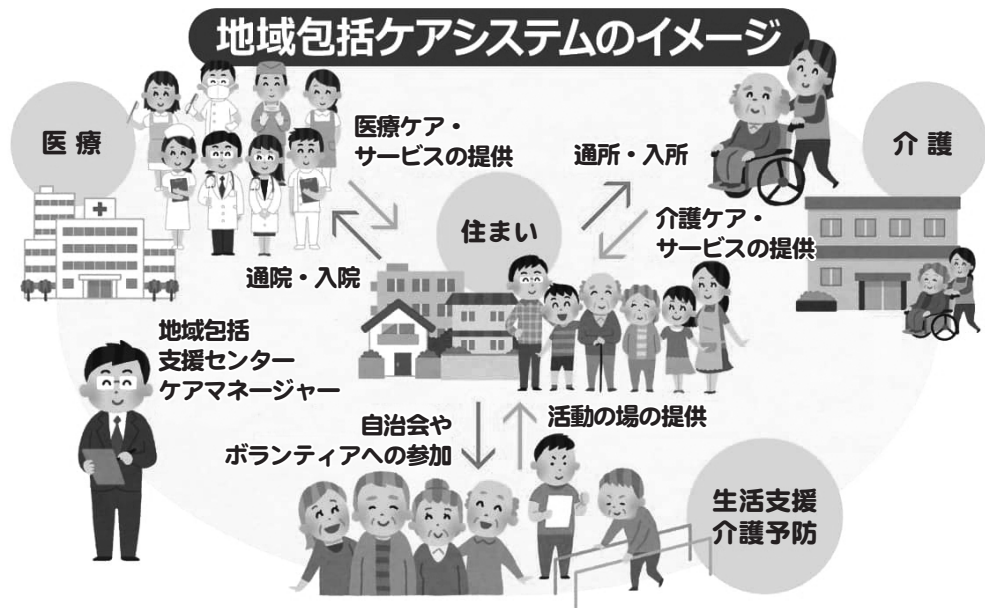 地域包括ケアシステムのイメージ
医療
医療ケア・
サービスの提供
通院・入院
住まい
通所・入所
介護ケア・
サービスの提供
介護
地域包括
支援センター
ケアマネージャー
自治会や
ボランティアへの参加
活動の場の提供
生活支援
介護予防